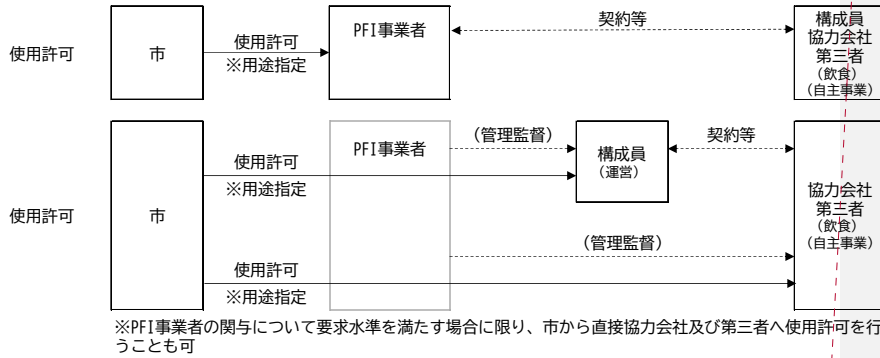 使用許可
市
使用許可
※用途指定
PFI事業者
契約等
構成員
協力会社
第三者
(飲食)
(自主事業)
使用許可
市
使用許可
※用途指定
PFI事業者
(管理監督)
構成員
(運営)
契約等
(管理監督)
使用許可
※用途指定
協力会社
第三者
(飲食)
(自主事業)
※PFI事業者の関与について要求水準を満たす場合に限り、市から直接協力会社及び第三者へ使用許可を行
うことも可